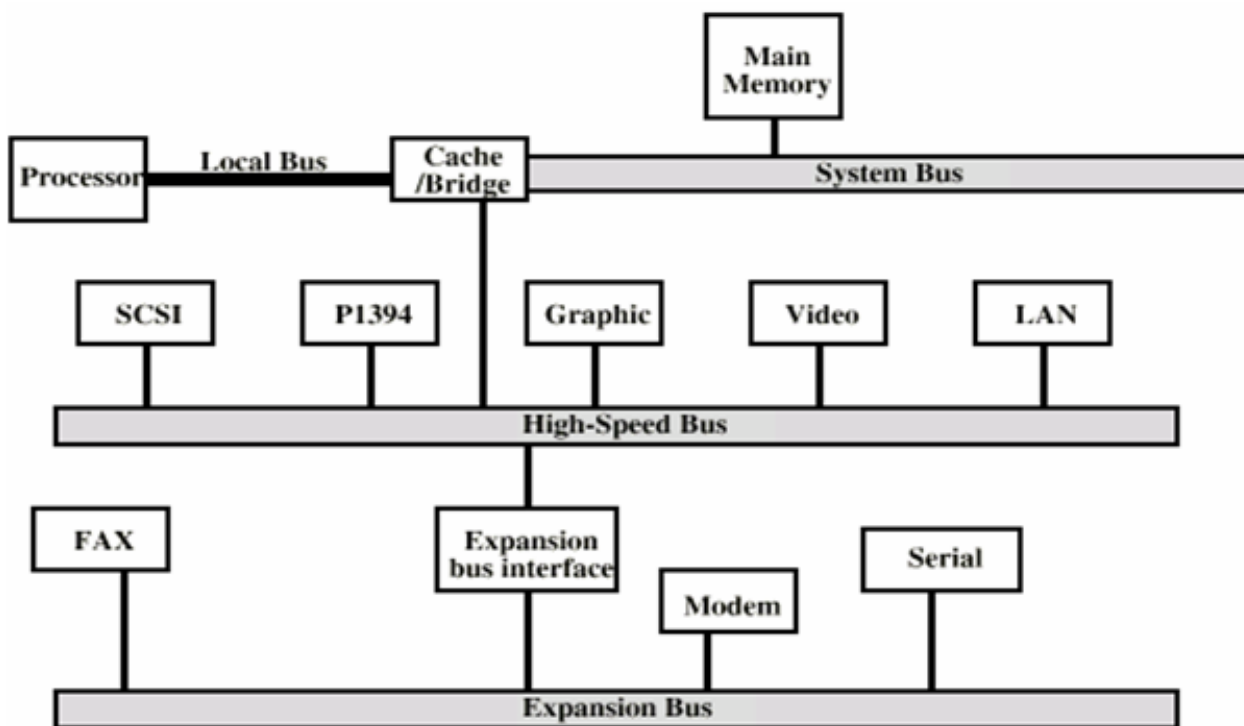 Main
Memory
Processor
Local Bus
Cache
/Bridge
System Bus
SCSI
P1394
Graphic
Video
LAN
High-Speed Bus
FAX
Expansion
bus interface
Modem
Serial
Expansion Bus